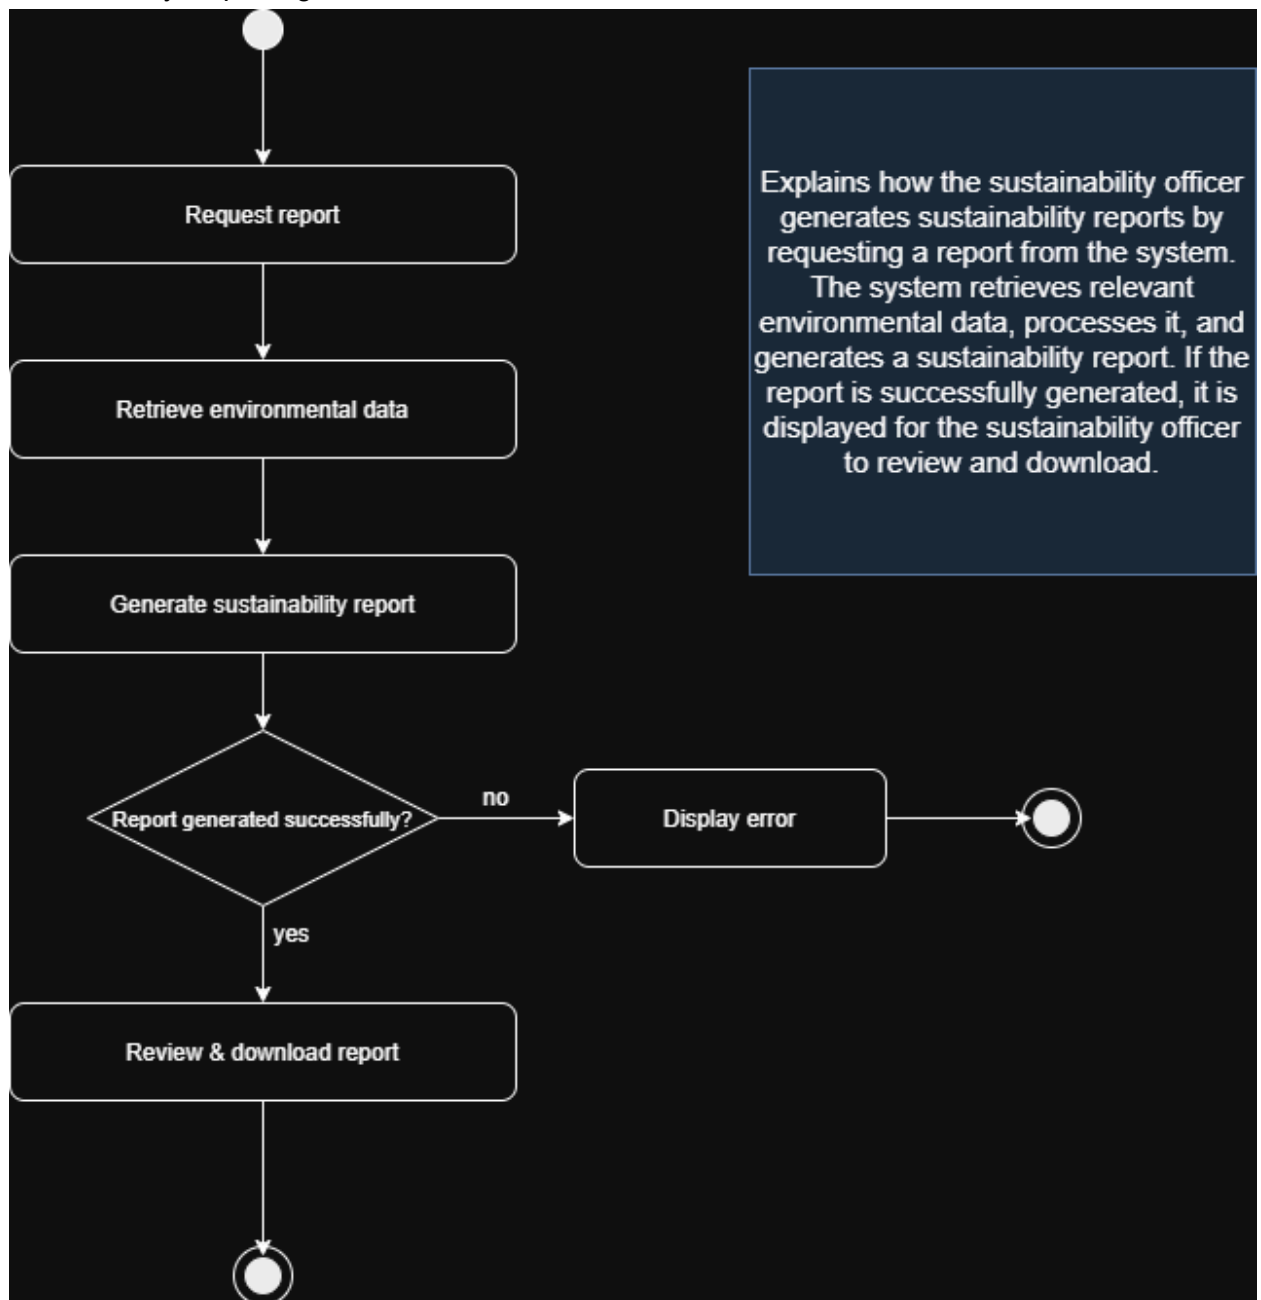 Request report
Explains how the sustainability officer
generates sustainability reports by
requesting a report from the system.
The system retrieves relevant
environmental data, processes it, and
generates a sustainability report. If the
report is successfully generated, it is
displayed for the sustainability officer
to review and download.
Retrieve environmental data
Generate sustainability report
Report generated successfully?
no
Display error
yes
Review & download report